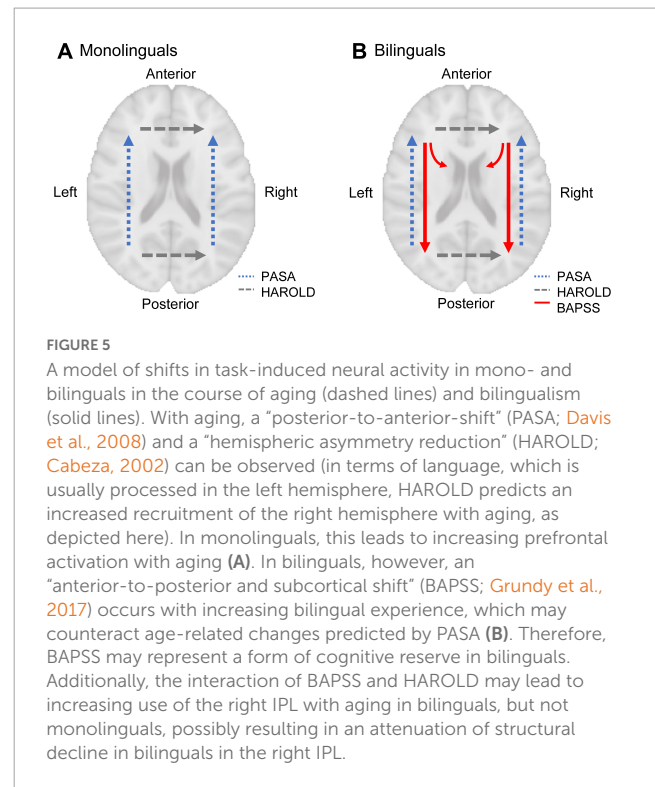 A Monolinguals
B Bilinguals
Anterior
Anterior
Left
Right
Left
Right
PASA
HAROLD
Posterior
PASA
HAROLD
BAPSS
Posterior
FIGURE 5
A model of shifts in task-induced neural activity in mono- and
bilinguals in the course of aging (dashed lines) and bilingualism
(solid lines). With aging, a “posterior-to-anterior-shift” (PASA; Davis
et al., 2008) and a “hemispheric asymmetry reduction” (HAROLD;
Cabeza, 2002) can be observed (in terms of language, which is
usually processed in the left hemisphere, HAROLD predicts an
increased recruitment of the right hemisphere with aging, as
depicted here). In monolinguals, this leads to increasing prefrontal
activation with aging (A). In bilinguals, however, an
“anterior-to-posterior and subcortical shift” (BAPSS; Grundy et al.,
2017) occurs with increasing bilingual experience, which may
counteract age-related changes predicted by PASA (B). Therefore,
BAPSS may represent a form of cognitive reserve in bilinguals.
Additionally, the interaction of BAPSS and HAROLD may lead to
increasing use of the right IPL with aging in bilinguals, but not
monolinguals, possibly resulting in an attenuation of structural
decline in bilinguals in the right IPL.